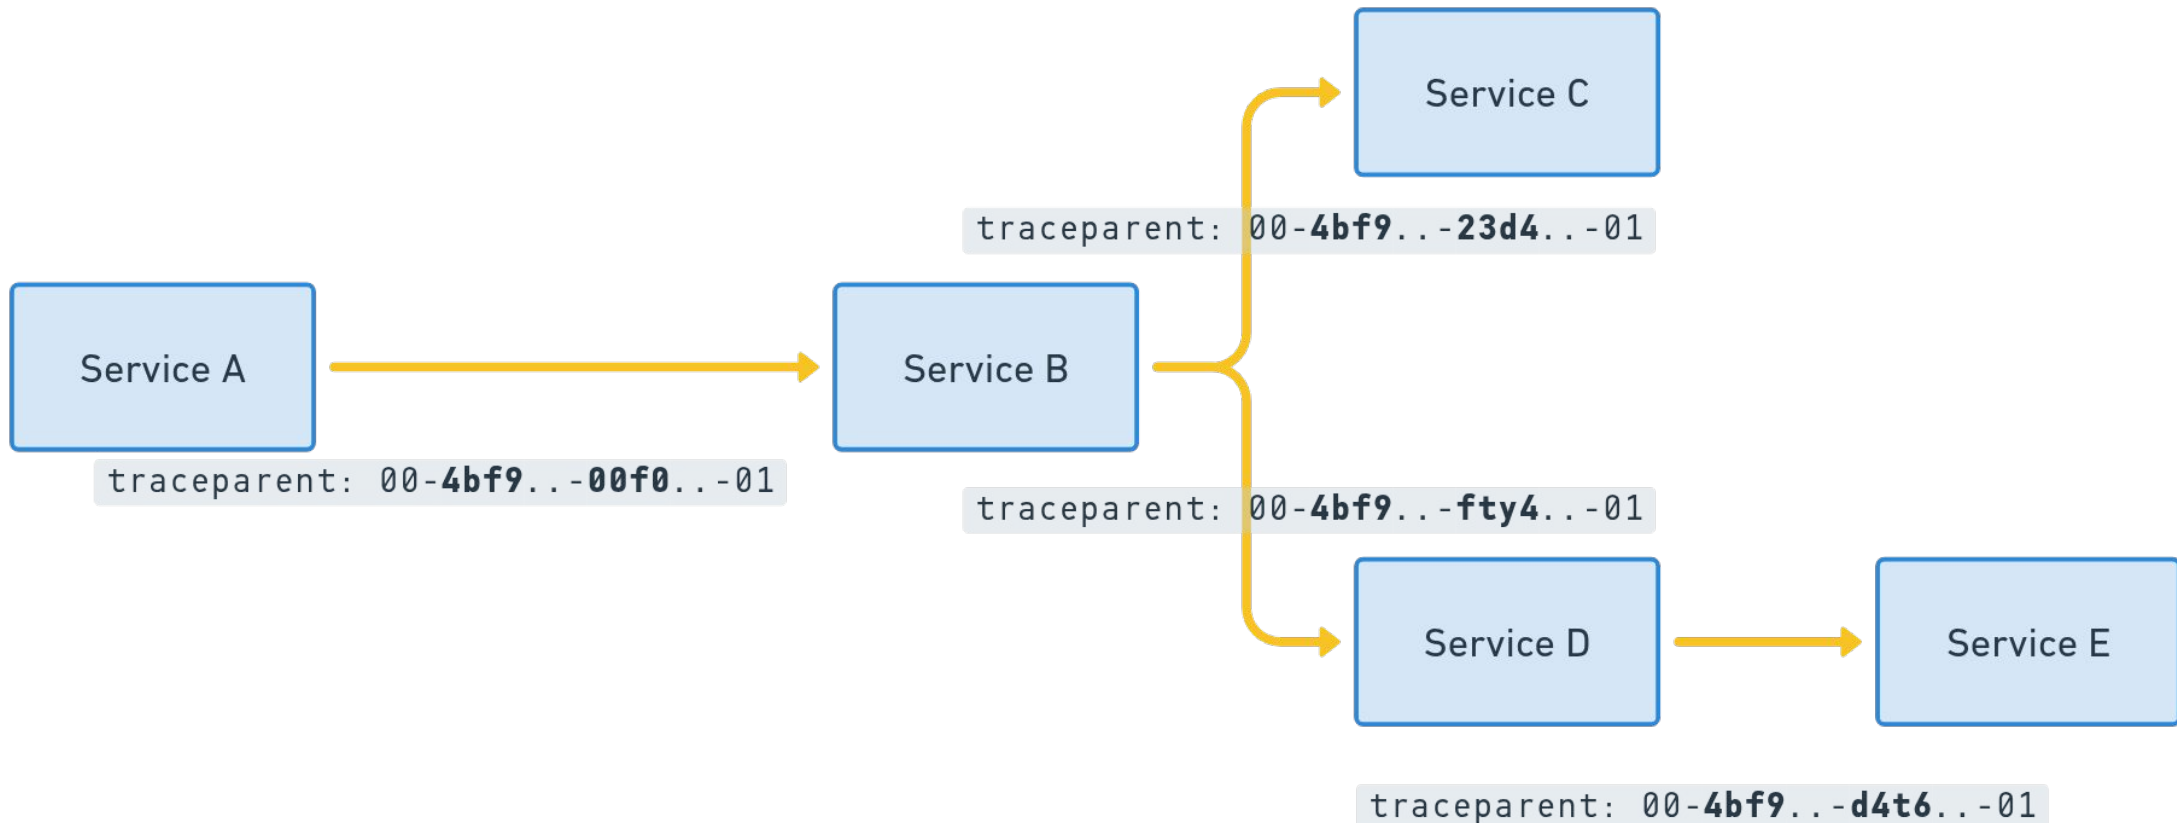 Service C
traceparent: 00-4bf9..-23d4..-01
Service A
Service B
traceparent: 00-4bf9..-00f0..-01
traceparent: 00-4bf9..-fty4..-01
Service D
Service E
traceparent: 00-4bf9..-d4t6..-01